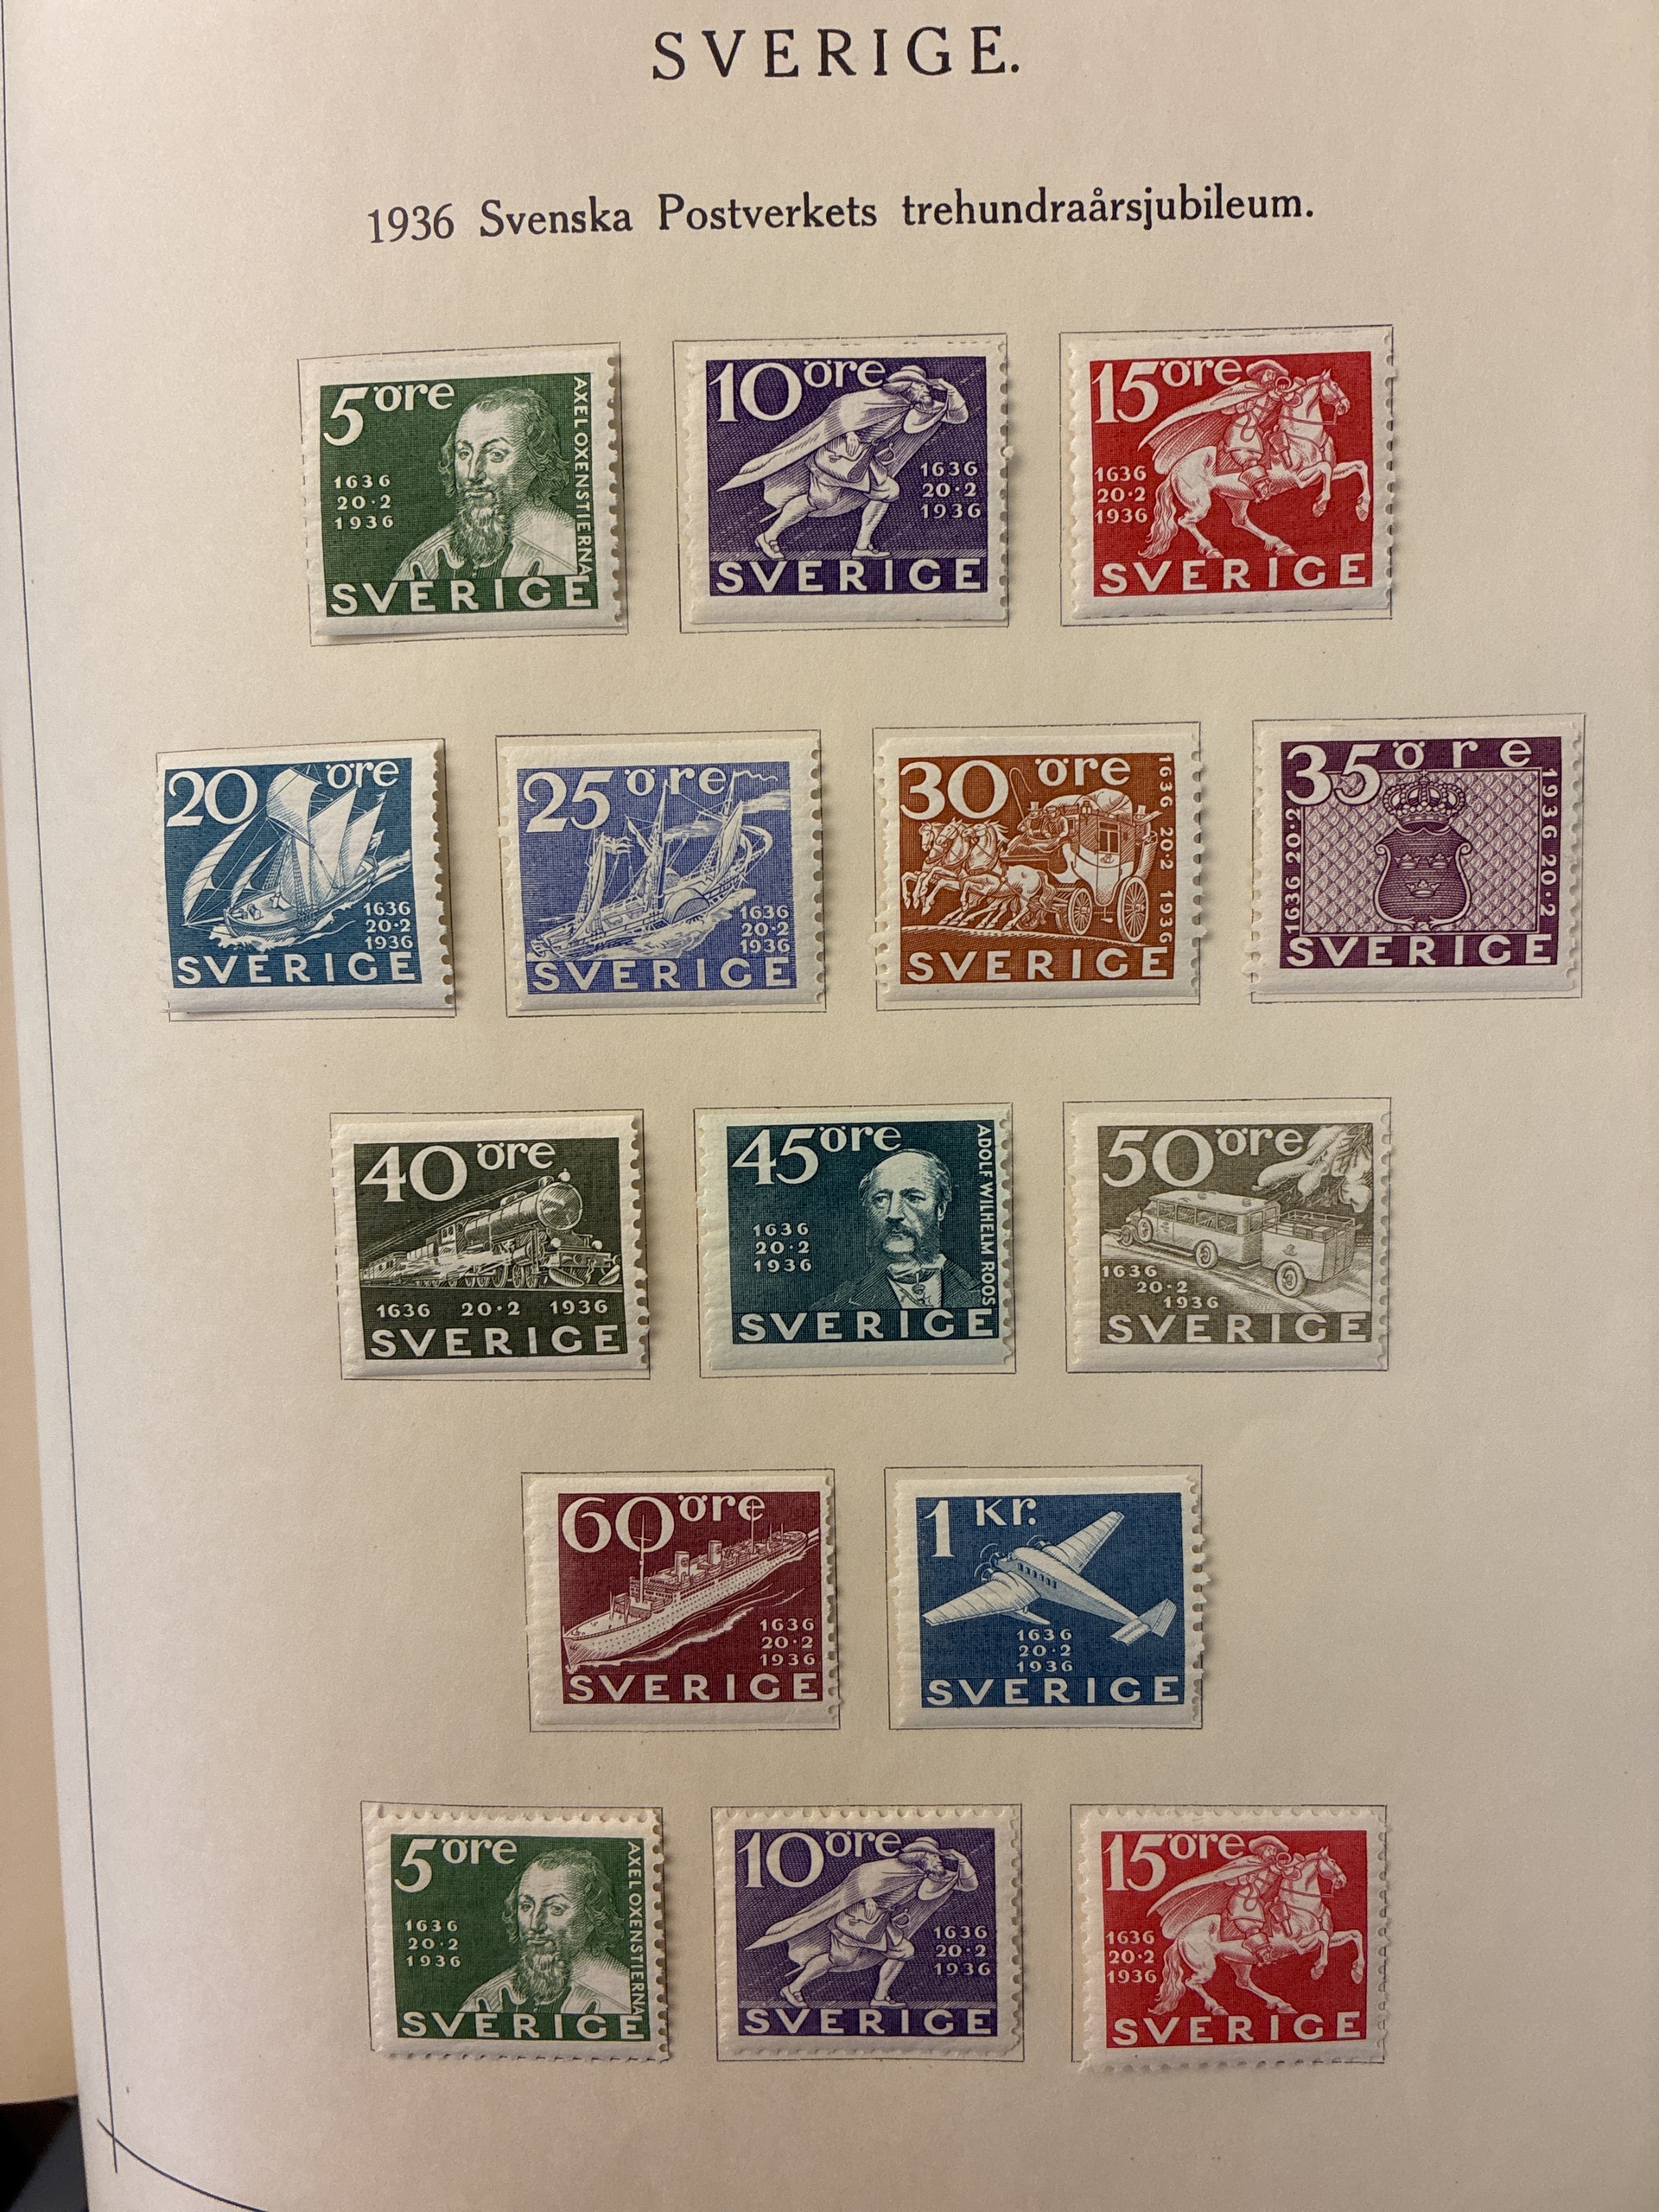 SVERIGE.
1936 Svenska Postverkets trehundraårsjubileum.
5 öre
AXEL OXENSTIERNA
1636
20·2
1936
SVERIGE
10 öre
1636
20·2
1936
SVERIGE
15 öre
1636
20·2
1936
SVERIGE
20 öre
1636
20·2
1936
SVERIGE
25 öre
1636
20·2
1936
SVERIGE
30 öre
1636 20·2 1936
SVERIGE
35 öre
1636 20·2
1936 20·2
SVERIGE
40 öre
1636 20·2 1936
SVERIGE
45 öre
ADOLF WILHELM ROOS
1636
20·2
1936
SVERIGE
50 öre
1636
20·2
1936
SVERIGE
60 öre
1636
20·2
1936
SVERIGE
1 kr.
1636
20·2
1936
SVERIGE
5 öre
AXEL OXENSTIERNA
1636
20·2
1936
SVERIGE
10 öre
1636
20·2
1936
SVERIGE
15 öre
1636
20·2
1936
SVERIGE